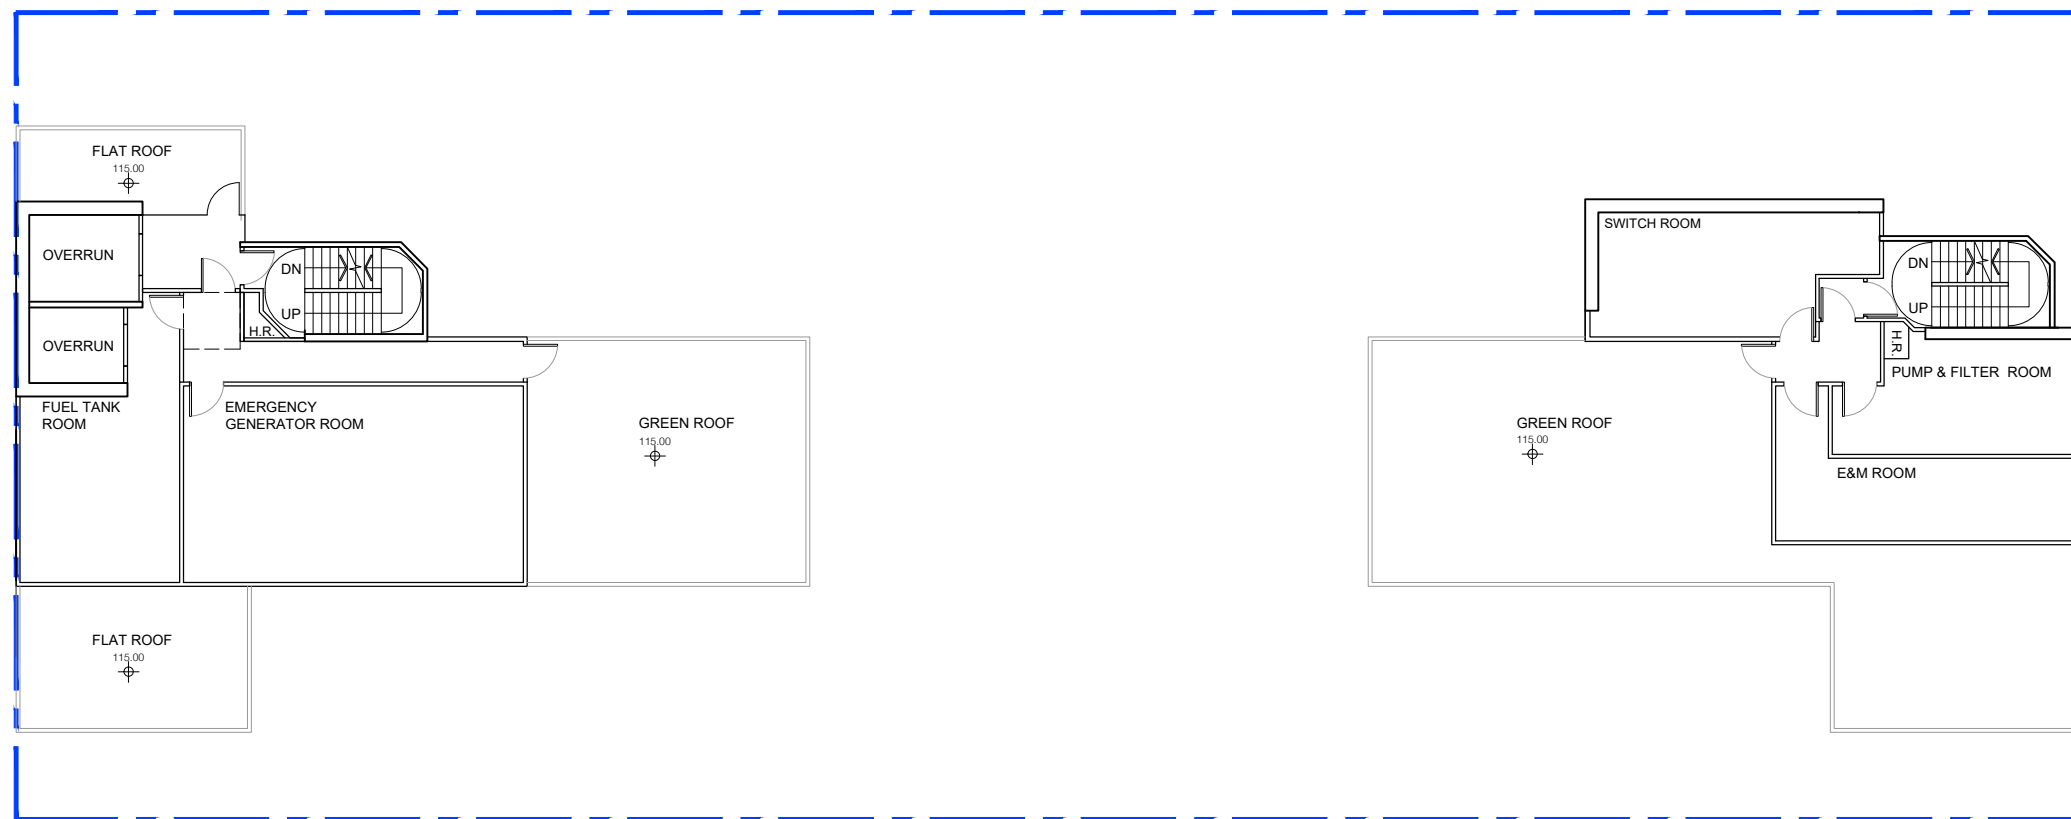 FLAT ROOF
115.00
OVERRUN
DN
UP
H.R.
OVERRUN
FUEL TANK
ROOM
EMERGENCY
GENERATOR ROOM
GREEN ROOF
115.00
FLAT ROOF
115.00
SWITCH ROOM
DN
UP
H.R.
PUMP & FILTER ROOM
GREEN ROOF
115.00
E&M ROOM